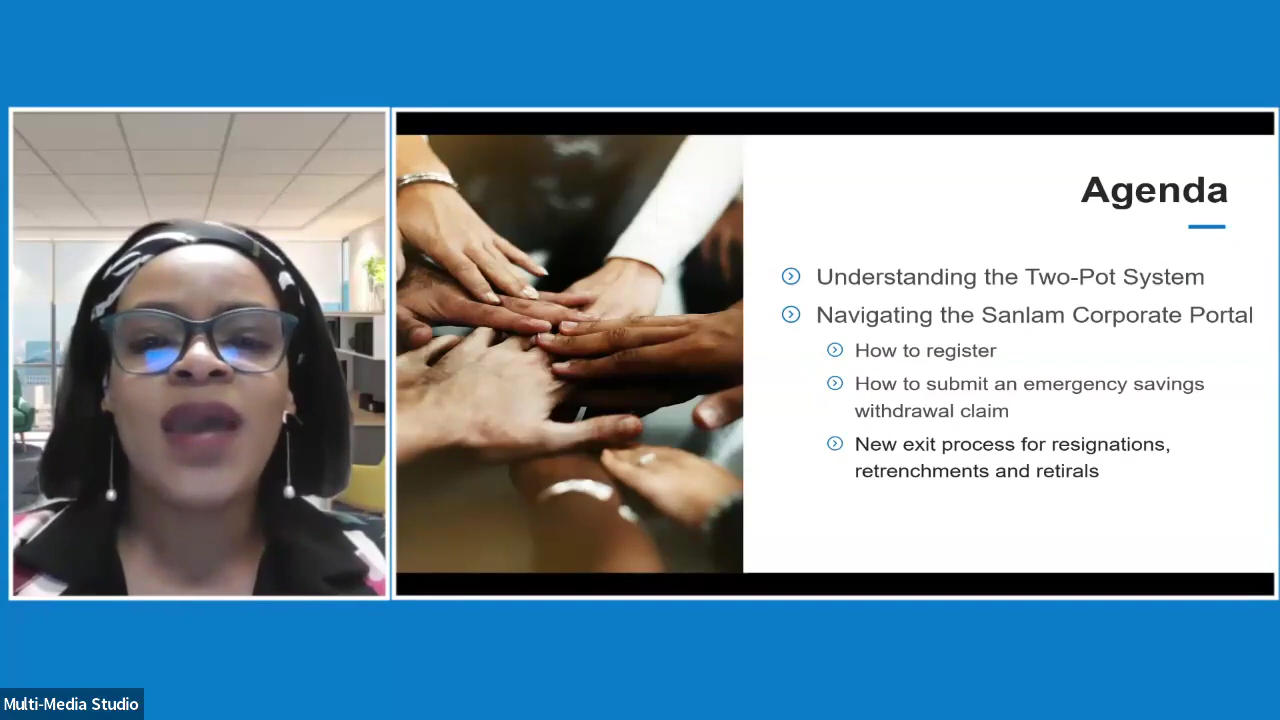 Agenda
Understanding the Two-Pot System
Navigating the Sanlam Corporate Portal
How to register
How to submit an emergency savings
withdrawal claim
New exit process for resignations,
retrenchments and retirals
Multi-Media Studio